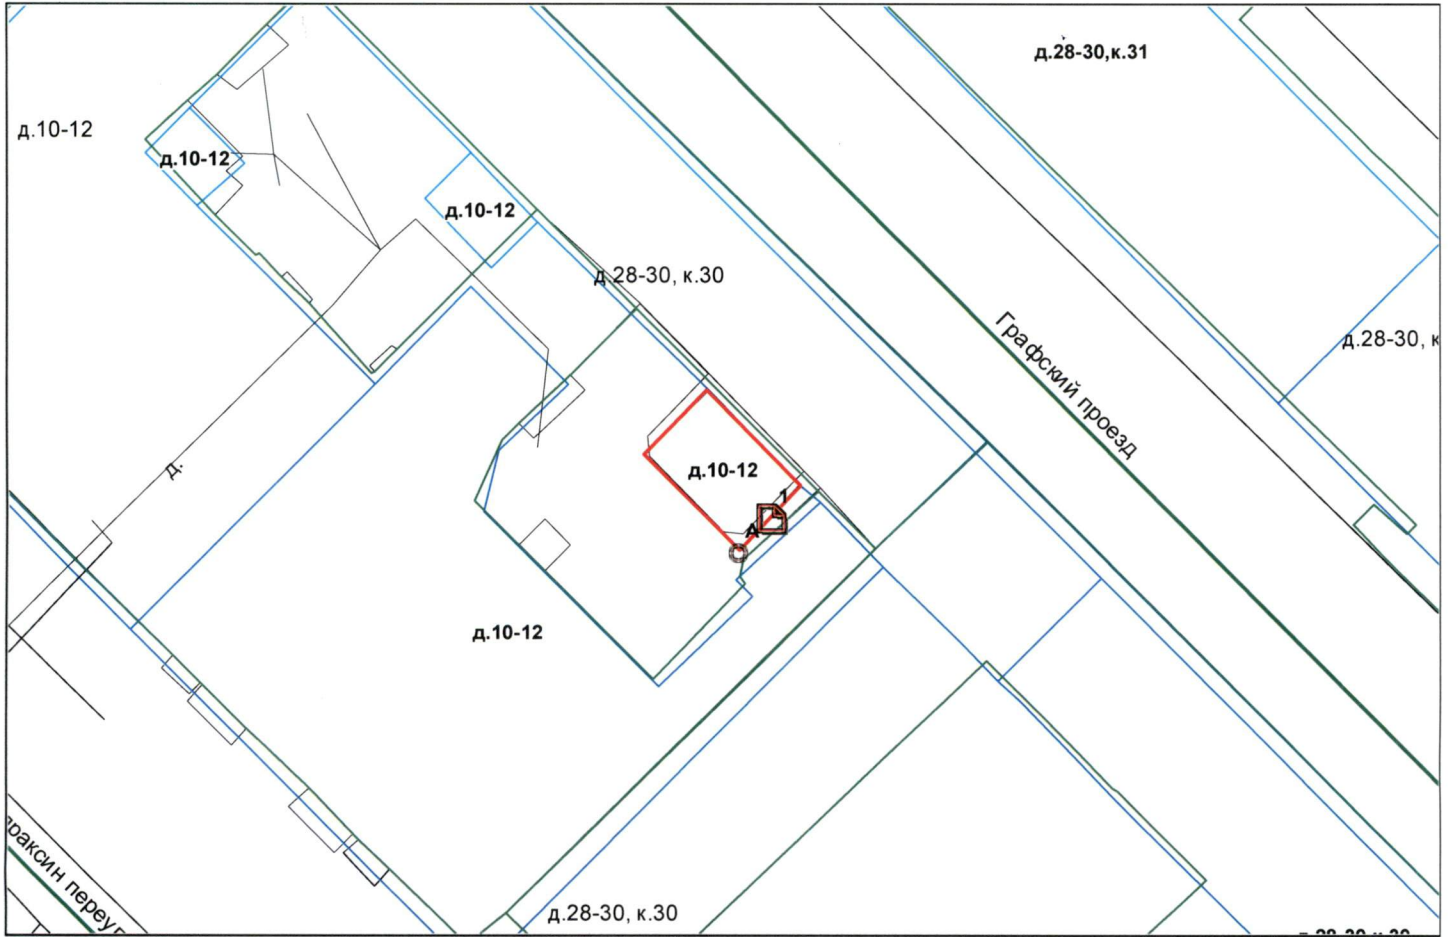 д.28-30,к.31
д.10-12
д.10-12
д.10-12
д.28-30, к.30
Графский проезд
д.28-30, к
д.
д.10-12
1
А
д.10-12
раксин переул
д.28-30, к.30